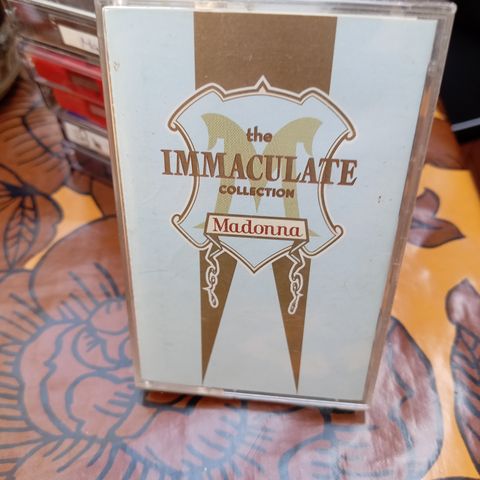 the
IMMACULATE
COLLECTION
Madonna